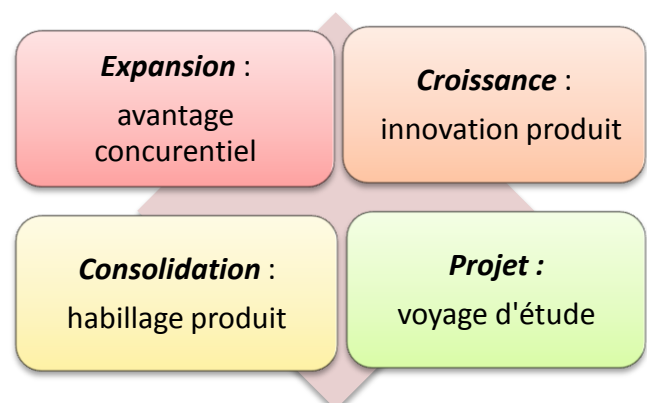 Expansion :
avantage
concurentiel
Croissance :
innovation produit
Consolidation :
habillage produit
Projet :
voyage d'étude